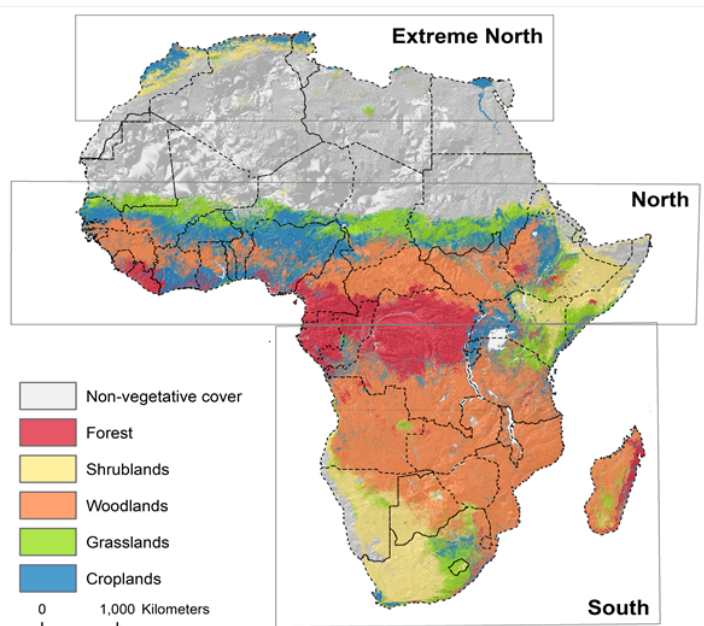 Extreme North
North
Non-vegetative cover
Forest
Shrublands
Woodlands
Grasslands
Croplands
0 1,000 Kilometers
South